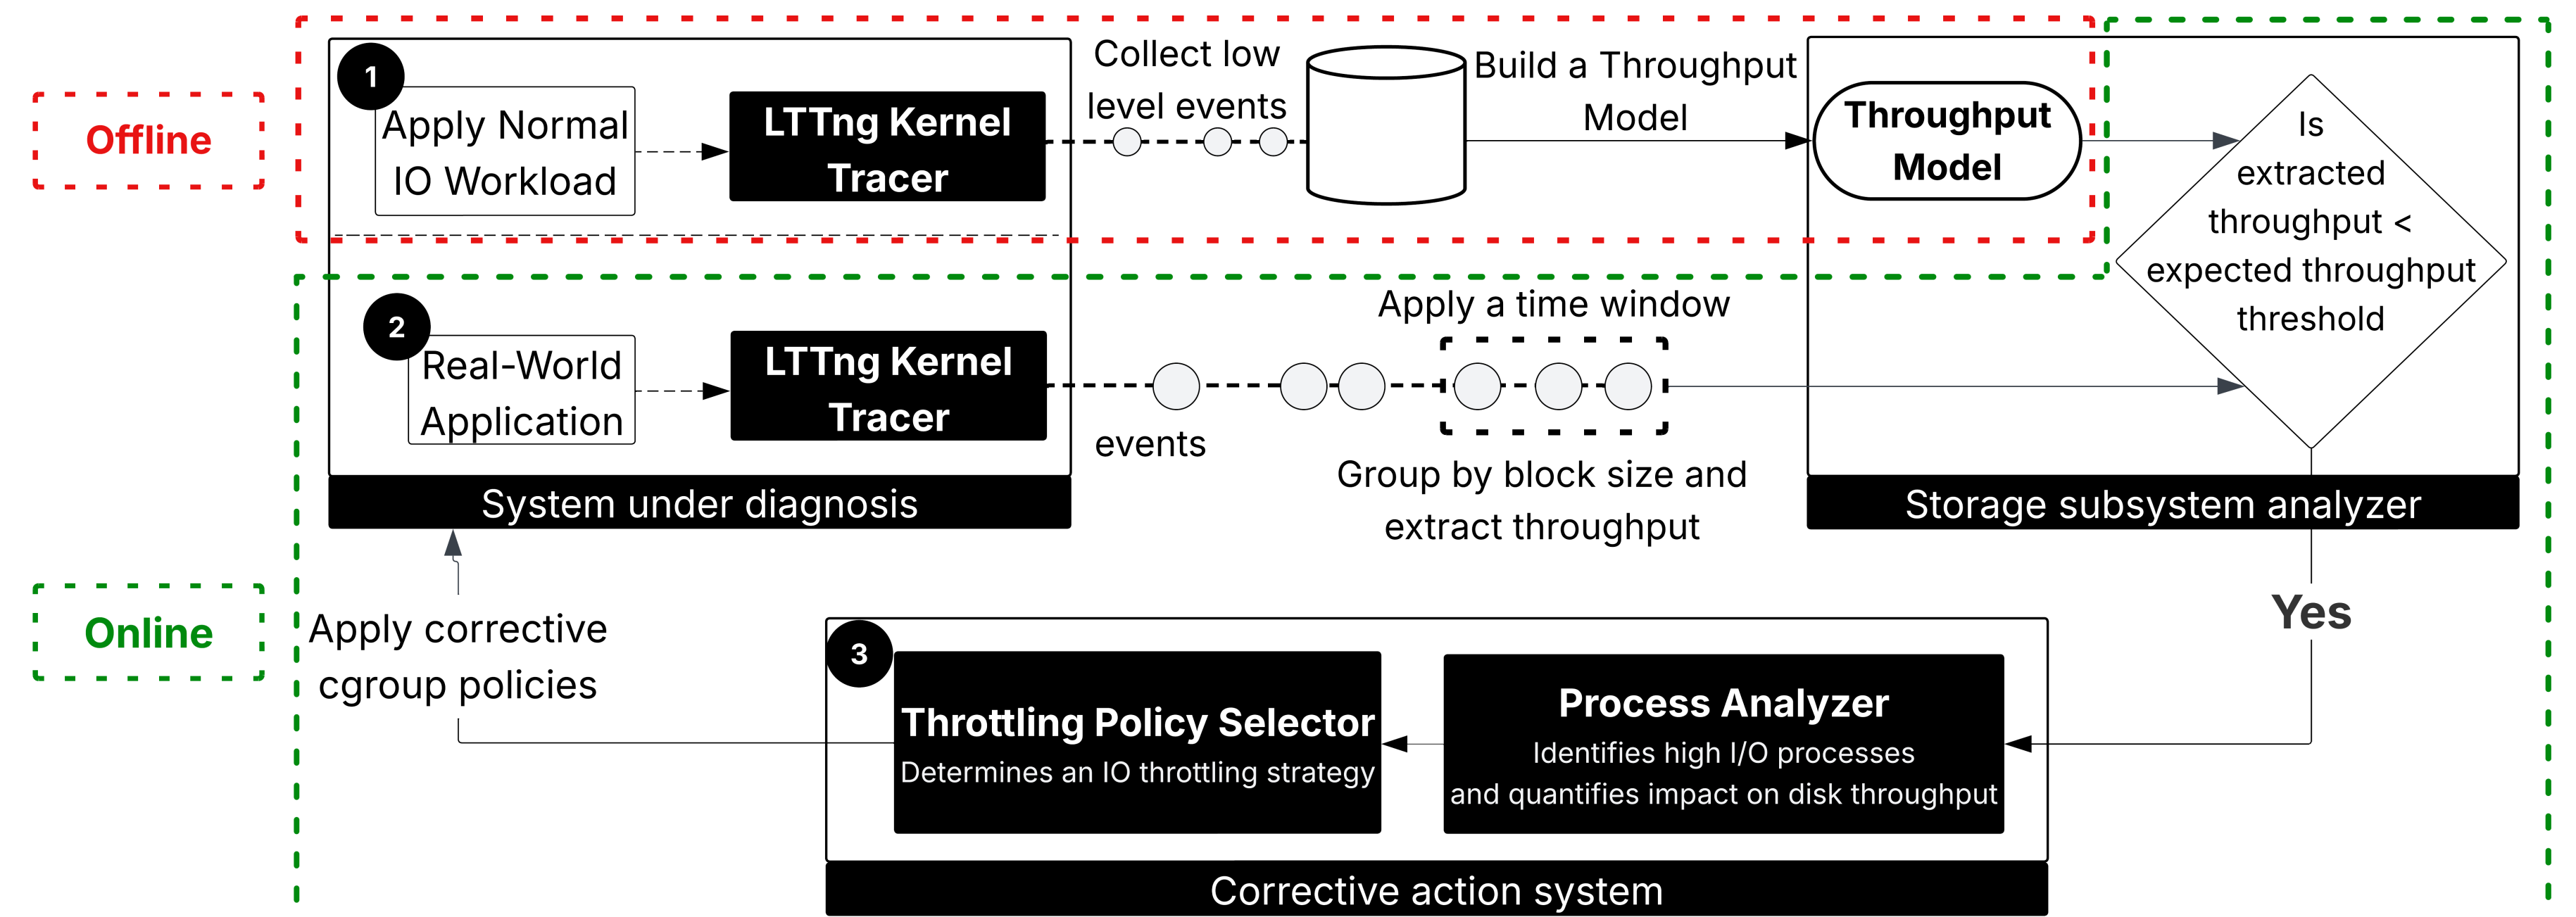 Offline
1
Apply Normal
IO Workload
LTTng Kernel
Tracer
Collect low
level events
Build a Throughput
Model
Throughput
Model
Is
extracted
throughput <
expected throughput
threshold
2
Real-World
Application
LTTng Kernel
Tracer
events
Apply a time window
Group by block size and
extract throughput
System under diagnosis
Storage subsystem analyzer
Online
Yes
Apply corrective
cgroup policies
3
Throttling Policy Selector
Determines an IO throttling strategy
Process Analyzer
Identifies high I/O processes
and quantifies impact on disk throughput
Corrective action system